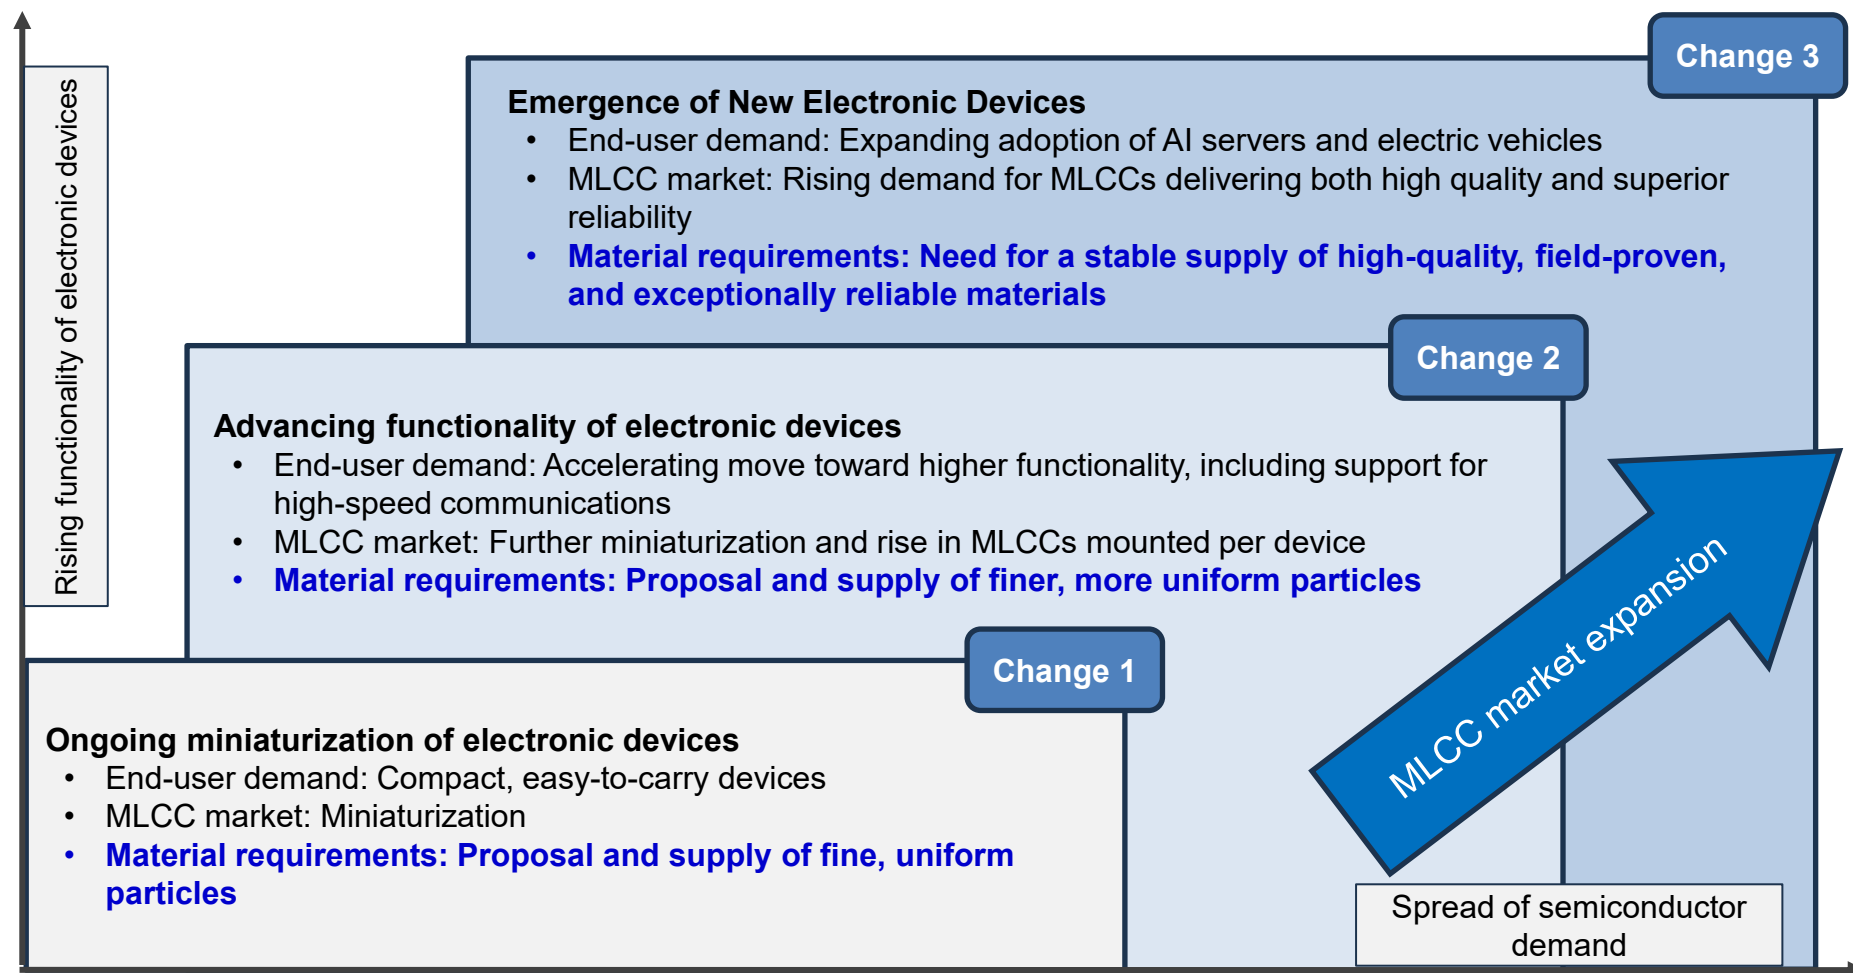 Change 3
Rising functionality of electronic devices
Emergence of New Electronic Devices
• End-user demand: Expanding adoption of AI servers and electric vehicles
• MLCC market: Rising demand for MLCCs delivering both high quality and superior
reliability
• Material requirements: Need for a stable supply of high-quality, field-proven,
and exceptionally reliable materials
Change 2
Advancing functionality of electronic devices
• End-user demand: Accelerating move toward higher functionality, including support for
high-speed communications
• MLCC market: Further miniaturization and rise in MLCCs mounted per device
• Material requirements: Proposal and supply of finer, more uniform particles
Change 1
Ongoing miniaturization of electronic devices
• End-user demand: Compact, easy-to-carry devices
• MLCC market: Miniaturization
• Material requirements: Proposal and supply of fine, uniform
particles
MLCC market expansion
Spread of semiconductor
demand